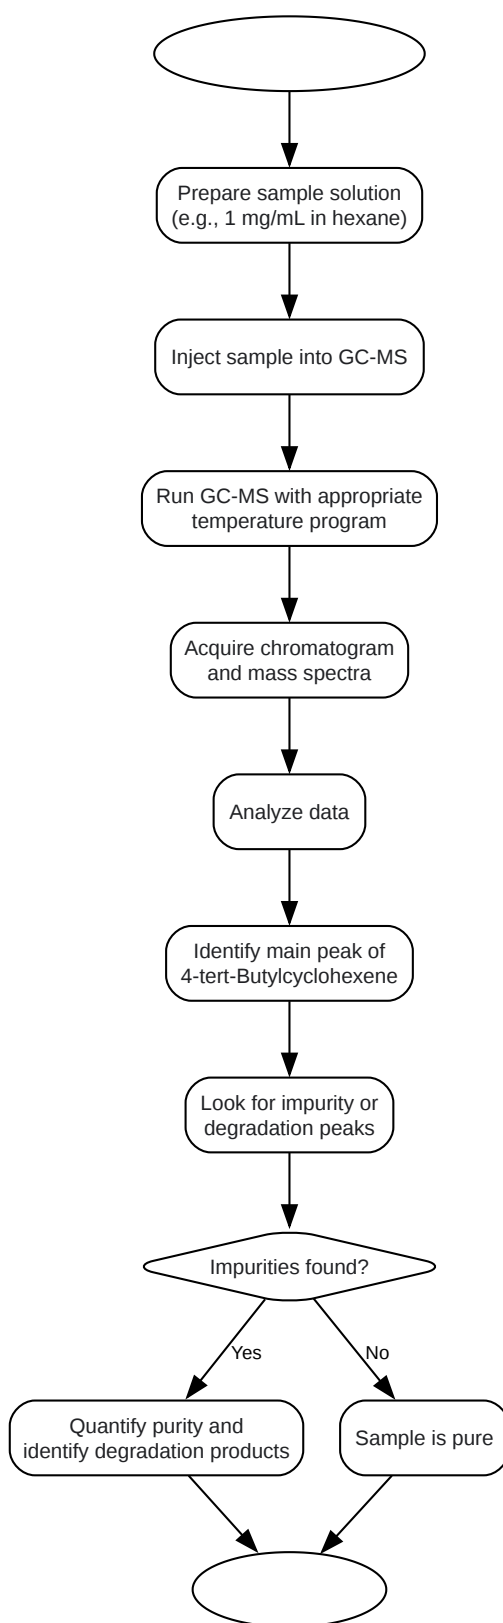 Prepare sample solution
(e.g., 1 mg/mL in hexane)
Inject sample into GC-MS
Run GC-MS with appropriate
temperature program
Acquire chromatogram
and mass spectra
Analyze data
Identify main peak of
4-tert-Butylcyclohexene
Look for impurity or
degradation peaks
Impurities found?
Yes
No
Quantify purity and
identify degradation products
Sample is pure